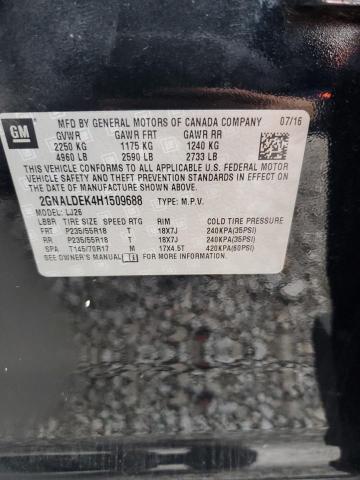 MFD BY GENERAL MOTORS OF CANADA COMPANY 07/16
GM
GVWR GAWR FRT GAWR RR
2250 KG 1175 KG 1240 KG
4960 LB 2590 LB 2733 LB
THIS VEHICLE CONFORMS TO ALL APPLICABLE U.S. FEDERAL MOTOR
VEHICLE SAFETY AND THEFT PREVENTION STANDARDS IN EFFECT ON
THE DATE OF MANUFACTURE SHOWN ABOVE.
2GNALDEK4H1509688 TYPE: M.P.V.
MODEL: LJ26
LBBR TIRE SIZE SPEED RTG RIM COLD TIRE PRESSURE
FRT P235/55R18 T 18X7J 240KPA(35PSI)
RR P235/55R18 T 18X7J 240KPA(35PSI)
SPA T145/70R17 M 17X4.5T 420KPA(60PSI)
SEE OWNER'S MANUAL FOR MORE INFORMATION.